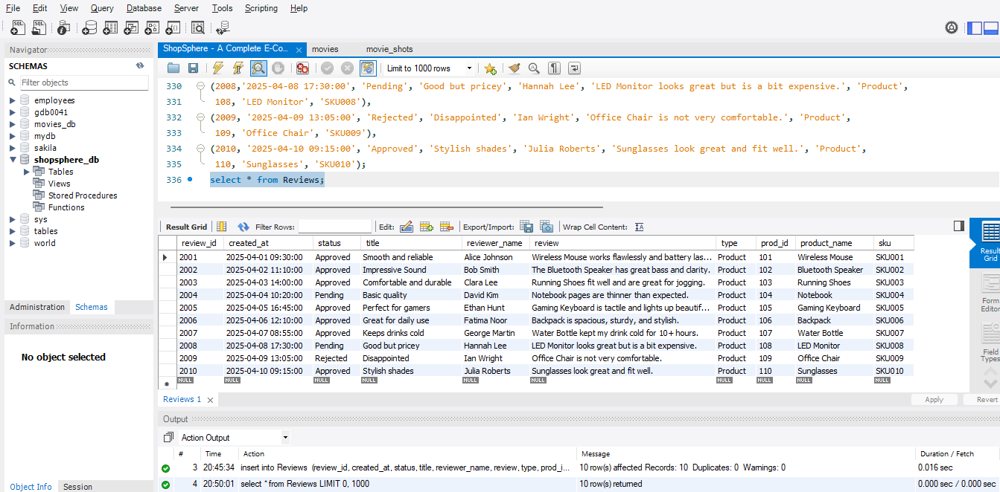 File Edit View Query Database Server Tools Scripting Help
Navigator
SCHEMAS
Filter objects
employees
gdb0041
movies_db
mydb
sakila
shopsphere_db
Tables
Views
Stored Procedures
Functions
sys
tables
world
Administration Schemas
Information
No object selected
Object Info Session
ShopSphere - A Complete E-Co... movies movie_shots
Limit to 1000 rows
330 (2008,'2025-04-08 17:30:00', 'Pending', 'Good but pricey', 'Hannah Lee', 'LED Monitor looks great but is a bit expensive.', 'Product',
331 108, 'LED Monitor', 'SKU008'),
332 (2009, '2025-04-09 13:05:00', 'Rejected', 'Disappointed', 'Ian Wright', 'Office Chair is not very comfortable.', 'Product',
333 109, 'Office Chair', 'SKU009'),
334 (2010, '2025-04-10 09:15:00', 'Approved', 'Stylish shades', 'Julia Roberts', 'Sunglasses look great and fit well.', 'Product',
335 110, 'Sunglasses', 'SKU010');
336 select * from Reviews;
Result Grid Filter Rows: Edit: Export/Import: Wrap Cell Content:
review_id created_at status title reviewer_name review type prod_id product_name sku
2001 2025-04-01 09:30:00 Approved Smooth and reliable Alice Johnson Wireless Mouse works flawlessly and battery las... Product 101 Wireless Mouse SKU001
2002 2025-04-02 11:10:00 Approved Impressive Sound Bob Smith The Bluetooth Speaker has great bass and clarity. Product 102 Bluetooth Speaker SKU002
2003 2025-04-03 14:00:00 Approved Comfortable and durable Clara Lee Running Shoes fit well and are great for jogging. Product 103 Running Shoes SKU003
2004 2025-04-04 10:20:00 Pending Basic quality David Kim Notebook pages are thinner than expected. Product 104 Notebook SKU004
2005 2025-04-05 16:45:00 Approved Perfect for gamers Ethan Hunt Gaming Keyboard is tactile and lights up beautif... Product 105 Gaming Keyboard SKU005
2006 2025-04-06 12:10:00 Approved Great for daily use Fatima Noor Backpack is spacious, sturdy, and stylish. Product 106 Backpack SKU006
2007 2025-04-07 08:55:00 Approved Keeps drinks cold George Martin Water Bottle kept my drink cold for 10+ hours. Product 107 Water Bottle SKU007
2008 2025-04-08 17:30:00 Pending Good but pricey Hannah Lee LED Monitor looks great but is a bit expensive. Product 108 LED Monitor SKU008
2009 2025-04-09 13:05:00 Rejected Disappointed Ian Wright Office Chair is not very comfortable. Product 109 Office Chair SKU009
2010 2025-04-10 09:15:00 Approved Stylish shades Julia Roberts Sunglasses look great and fit well. Product 110 Sunglasses SKU010
NULL NULL NULL NULL NULL NULL NULL NULL NULL NULL
Result
Grid
Form
Editor
Field
Types
Reviews 1 Apply Revert
Output
Action Output
# Time Action Message Duration / Fetch
3 20:45:34 insert into Reviews (review_id, created_at, status, title, reviewer_name, review, type, prod_i... 10 row(s) affected Records: 10 Duplicates: 0 Warnings: 0 0.016 sec
4 20:50:01 select * from Reviews LIMIT 0, 1000 10 row(s) returned 0.000 sec / 0.000 sec